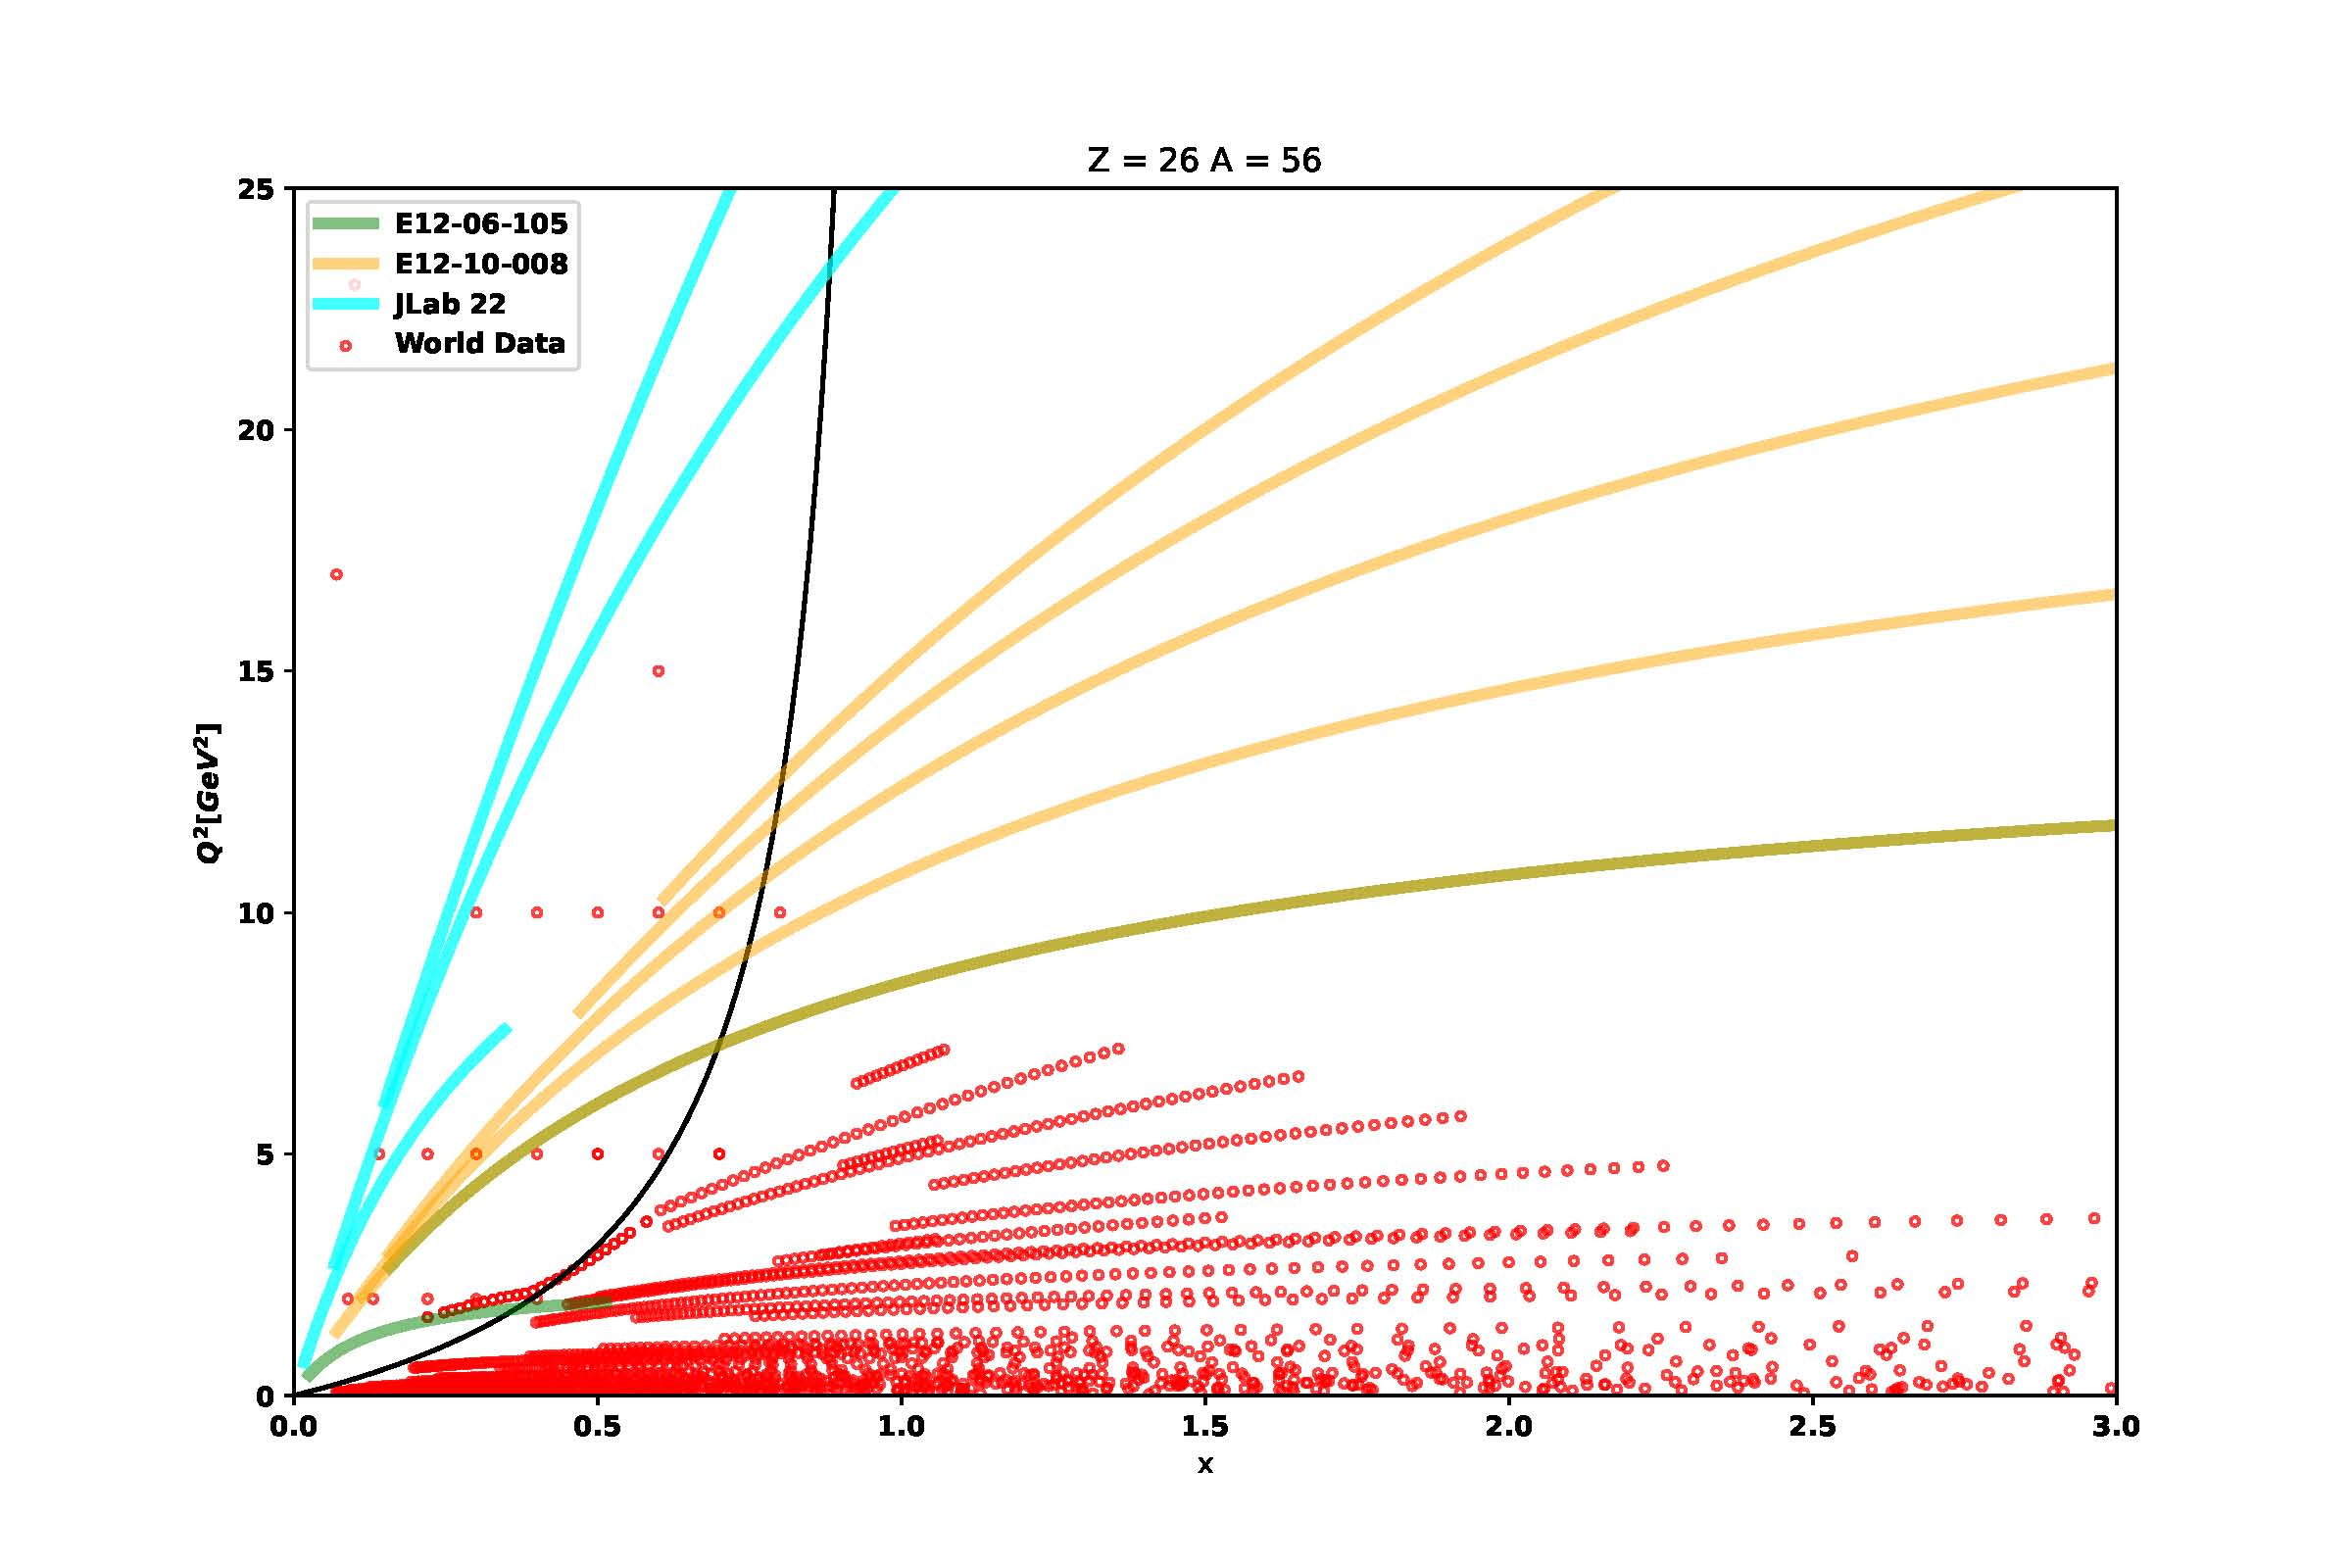 Z = 26 A = 56
25
20
15
10
5
0
Q²[GeV²]
E12-06-105
E12-10-008
JLab 22
World Data
0.0 0.5 1.0 1.5 2.0 2.5 3.0
x